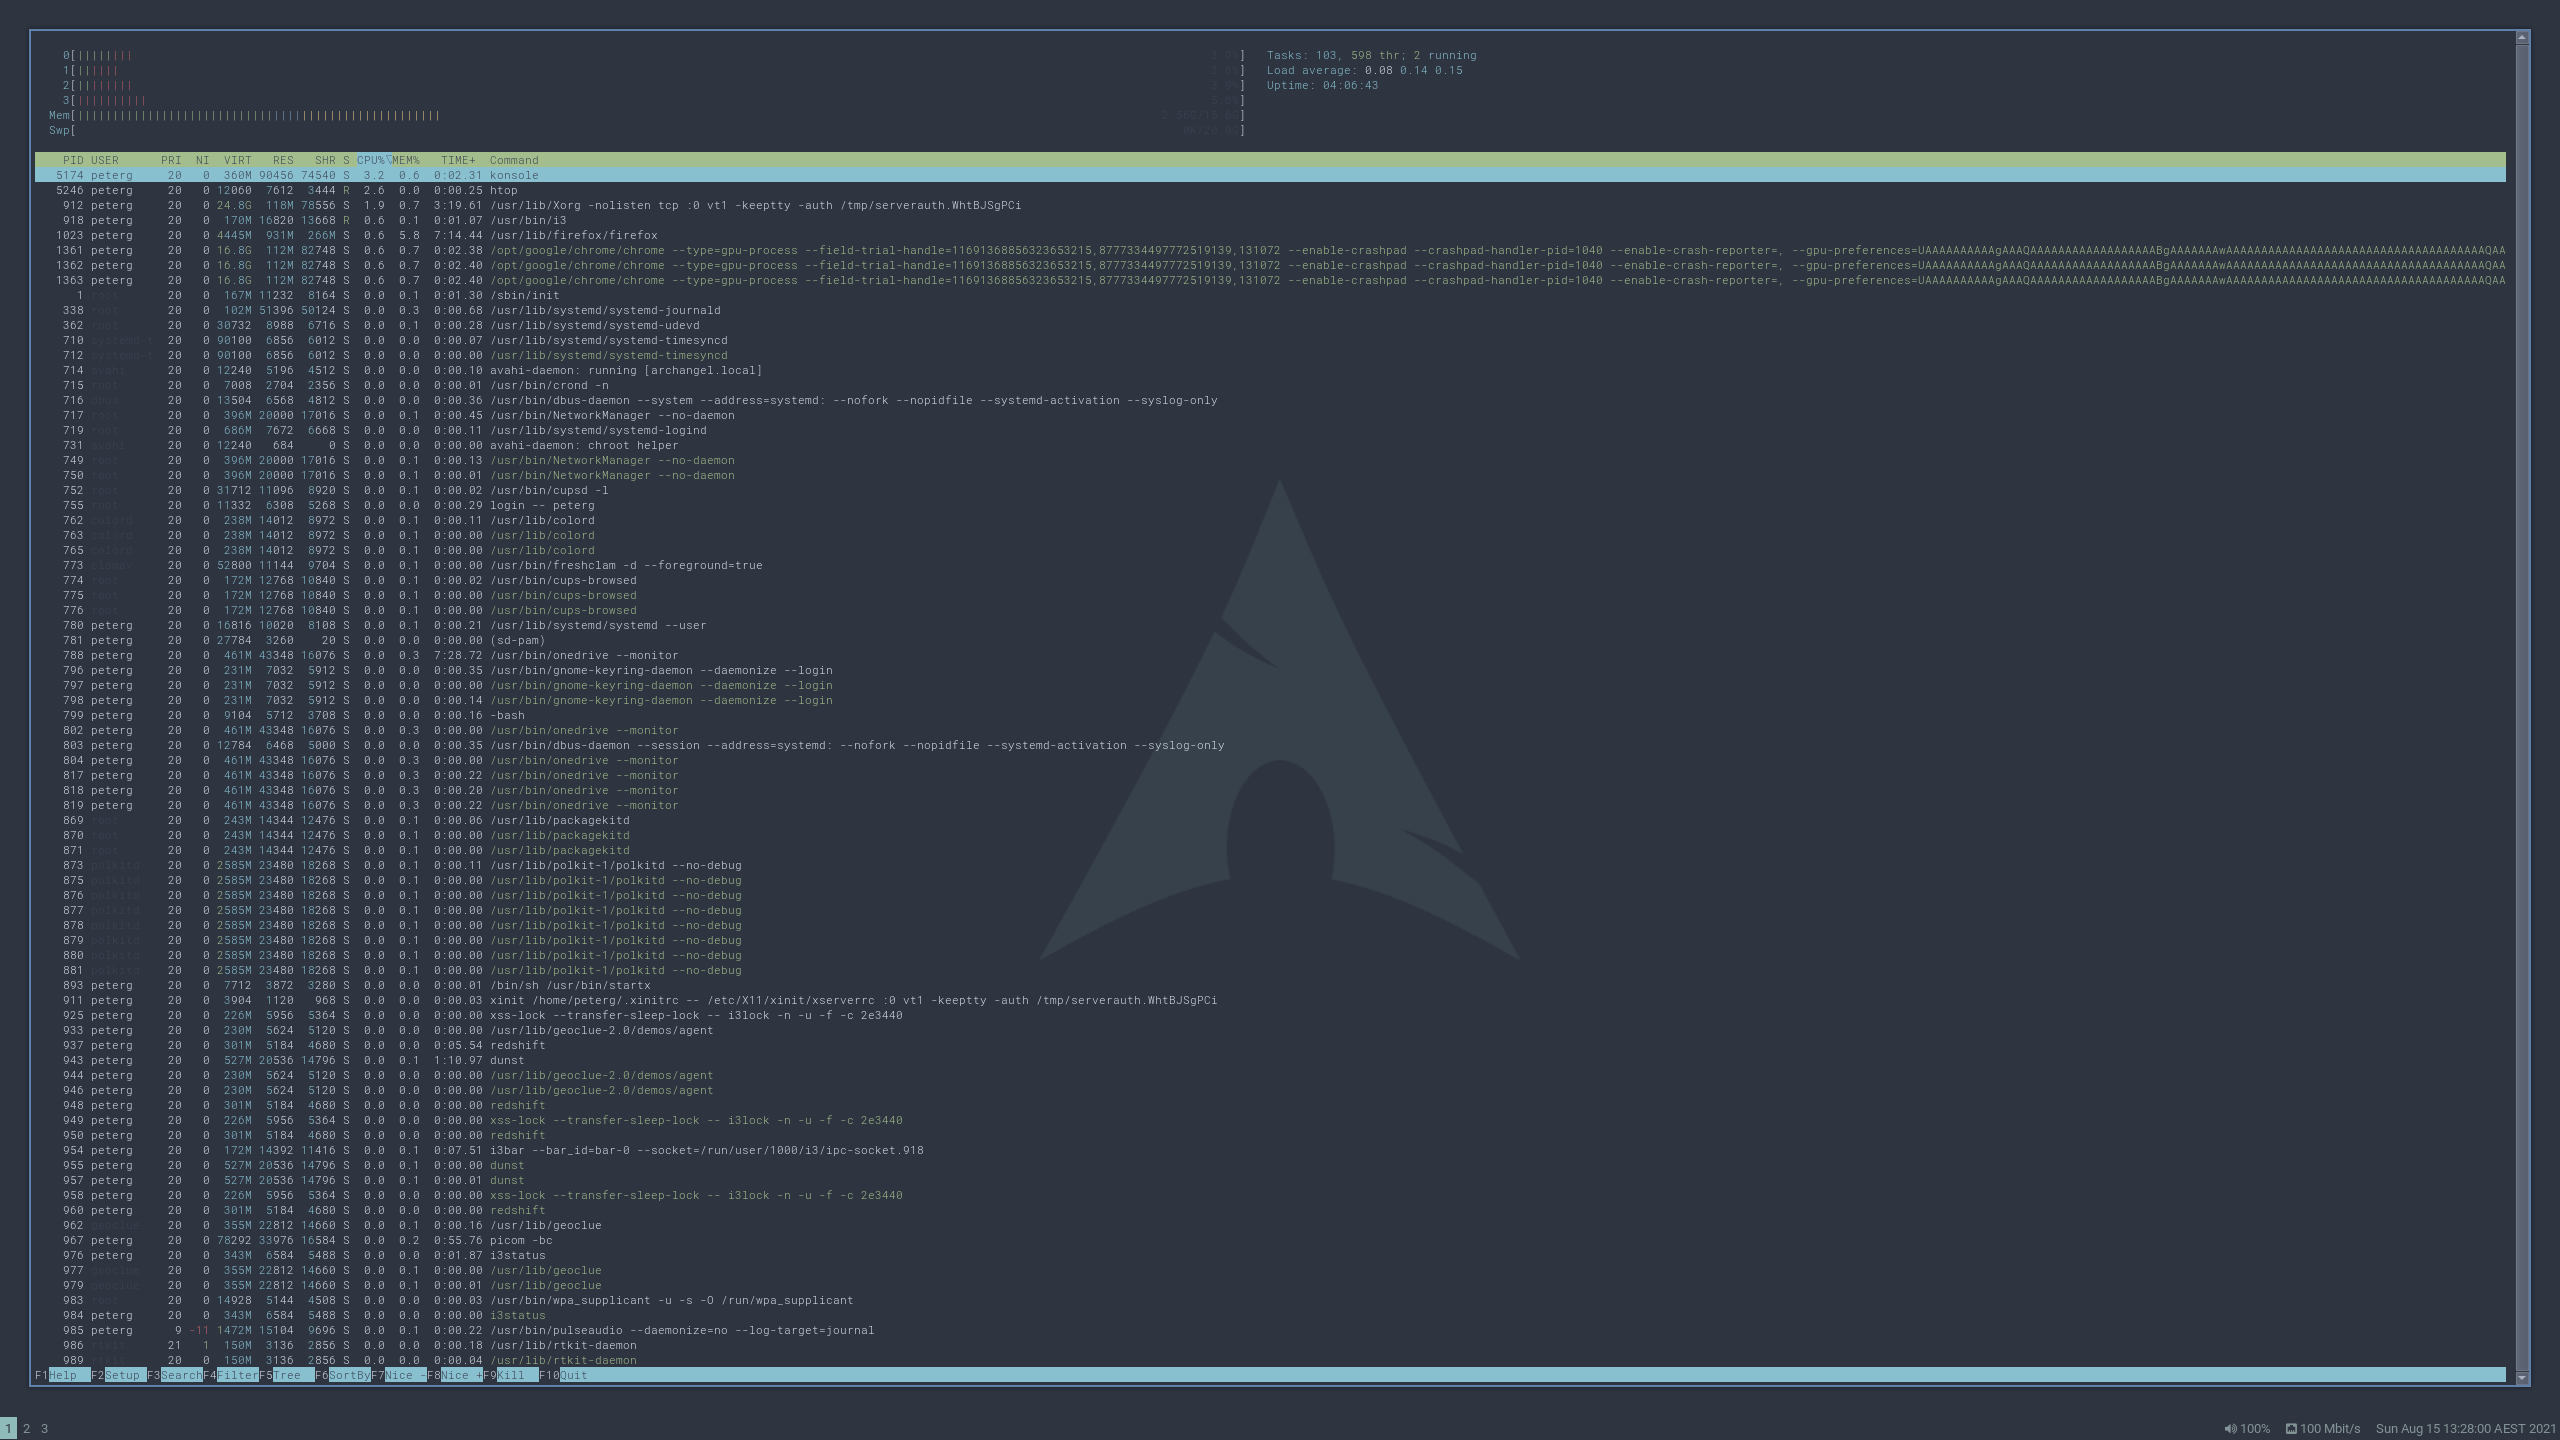 0[||||||||                                                                  3.9%]   Tasks: 103, 598 thr; 2 running
1[||||||                                                                  ]   Load average: 0.08 0.14 0.15
2[||||||||                                                                  ]   Uptime: 04:06:43
3[||||||||||                                                                  ]
Mem[||||||||||||||||||||||||||||||||||||||||||||||||||||                    2.56G/15.6G]
Swp[                                                                  0K/20.0G]
PID USER PRI NI VIRT RES SHR S CPU%▽MEM% TIME+ Command
5174 peterg 20 0 360M 90456 74540 S 3.2 0.6 0:02.31 konsole
5246 peterg 20 0 12060 7612 3444 R 2.6 0.0 0:00.25 htop
912 peterg 20 0 24.8G 118M 78556 S 1.9 0.7 3:19.61 /usr/lib/Xorg -nolisten tcp :0 vt1 -keeptty -auth /tmp/serverauth.WhtBJSgPCi
918 peterg 20 0 170M 16820 13668 R 0.6 0.1 0:01.07 /usr/bin/i3
1023 peterg 20 0 4445M 931M 266M S 0.6 5.8 7:14.44 /usr/lib/firefox/firefox
1361 peterg 20 0 16.8G 112M 82748 S 0.6 0.7 0:02.38 /opt/google/chrome/chrome --type=gpu-process --field-trial-handle=11691368856323653215,8777334497772519139,131072 --enable-crashpad --crashpad-handler-pid=1040 --enable-crash-reporter=,
1362 peterg 20 0 16.8G 112M 82748 S 0.6 0.7 0:02.40 /opt/google/chrome/chrome --type=gpu-process --field-trial-handle=11691368856323653215,8777334497772519139,131072 --enable-crashpad --crashpad-handler-pid=1040 --enable-crash-reporter=,
1363 peterg 20 0 16.8G 112M 82748 S 0.6 0.7 0:02.40 /opt/google/chrome/chrome --type=gpu-process --field-trial-handle=11691368856323653215,8777334497772519139,131072 --enable-crashpad --crashpad-handler-pid=1040 --enable-crash-reporter=,
1 root 20 0 167M 11232 8164 S 0.0 0.1 0:01.30 /sbin/init
338 root 20 0 102M 51396 50124 S 0.0 0.3 0:00.68 /usr/lib/systemd/systemd-journald
362 root 20 0 30732 8988 6716 S 0.0 0.1 0:00.28 /usr/lib/systemd/systemd-udevd
710 systemd-t 20 0 90100 6856 6012 S 0.0 0.0 0:00.07 /usr/lib/systemd/systemd-timesyncd
712 systemd-t 20 0 90100 6856 6012 S 0.0 0.0 0:00.00 /usr/lib/systemd/systemd-timesyncd
714 avahi 20 0 12240 5196 4512 S 0.0 0.0 0:00.10 avahi-daemon: running [archangel.local]
715 root 20 0 7008 2704 2356 S 0.0 0.0 0:00.01 /usr/bin/crond -n
716 dbus 20 0 13504 6568 4812 S 0.0 0.0 0:00.36 /usr/bin/dbus-daemon --system --address=systemd: --nofork --nopidfile --systemd-activation --syslog-only
717 root 20 0 396M 20000 17016 S 0.0 0.1 0:00.45 /usr/bin/NetworkManager --no-daemon
719 root 20 0 686M 7672 6668 S 0.0 0.0 0:00.11 /usr/lib/systemd/systemd-logind
731 avahi 20 0 12240 684 0 S 0.0 0.0 0:00.00 avahi-daemon: chroot helper
749 root 20 0 396M 20000 17016 S 0.0 0.1 0:00.13 /usr/bin/NetworkManager --no-daemon
750 root 20 0 396M 20000 17016 S 0.0 0.1 0:00.01 /usr/bin/NetworkManager --no-daemon
752 root 20 0 31712 11096 8920 S 0.0 0.1 0:00.02 /usr/bin/cupsd -l
755 root 20 0 11332 6308 5268 S 0.0 0.0 0:00.29 login -- peterg
762 colord 20 0 238M 14012 8972 S 0.0 0.1 0:00.11 /usr/lib/colord
763 colord 20 0 238M 14012 8972 S 0.0 0.1 0:00.00 /usr/lib/colord
765 colord 20 0 238M 14012 8972 S 0.0 0.1 0:00.00 /usr/lib/colord
773 clamav 20 0 52800 11144 9704 S 0.0 0.1 0:00.00 /usr/bin/freshclam -d --foreground=true
774 root 20 0 172M 12768 10840 S 0.0 0.1 0:00.02 /usr/bin/cups-browsed
775 root 20 0 172M 12768 10840 S 0.0 0.1 0:00.00 /usr/bin/cups-browsed
776 root 20 0 172M 12768 10840 S 0.0 0.1 0:00.00 /usr/bin/cups-browsed
780 peterg 20 0 16816 10020 8108 S 0.0 0.1 0:00.21 /usr/lib/systemd/systemd --user
781 peterg 20 0 27784 3260 20 S 0.0 0.0 0:00.00 (sd-pam)
788 peterg 20 0 461M 43348 16076 S 0.0 0.3 7:28.72 /usr/bin/onedrive --monitor
796 peterg 20 0 231M 7032 5912 S 0.0 0.0 0:00.35 /usr/bin/gnome-keyring-daemon --daemonize --login
797 peterg 20 0 231M 7032 5912 S 0.0 0.0 0:00.00 /usr/bin/gnome-keyring-daemon --daemonize --login
798 peterg 20 0 231M 7032 5912 S 0.0 0.0 0:00.14 /usr/bin/gnome-keyring-daemon --daemonize --login
799 peterg 20 0 9104 5712 3708 S 0.0 0.0 0:00.16 -bash
802 peterg 20 0 461M 43348 16076 S 0.0 0.3 0:00.00 /usr/bin/onedrive --monitor
803 peterg 20 0 12784 6468 5000 S 0.0 0.0 0:00.35 /usr/bin/dbus-daemon --session --address=systemd: --nofork --nopidfile --systemd-activation --syslog-only
804 peterg 20 0 461M 43348 16076 S 0.0 0.3 0:00.00 /usr/bin/onedrive --monitor
817 peterg 20 0 461M 43348 16076 S 0.0 0.3 0:00.22 /usr/bin/onedrive --monitor
818 peterg 20 0 461M 43348 16076 S 0.0 0.3 0:00.20 /usr/bin/onedrive --monitor
819 peterg 20 0 461M 43348 16076 S 0.0 0.3 0:00.22 /usr/bin/onedrive --monitor
869 root 20 0 243M 14344 12476 S 0.0 0.1 0:00.06 /usr/lib/packagekitd
870 root 20 0 243M 14344 12476 S 0.0 0.1 0:00.00 /usr/lib/packagekitd
871 root 20 0 243M 14344 12476 S 0.0 0.1 0:00.00 /usr/lib/packagekitd
873 polkitd 20 0 2585M 23480 18268 S 0.0 0.1 0:00.11 /usr/lib/polkit-1/polkitd --no-debug
875 polkitd 20 0 2585M 23480 18268 S 0.0 0.1 0:00.00 /usr/lib/polkit-1/polkitd --no-debug
876 polkitd 20 0 2585M 23480 18268 S 0.0 0.1 0:00.00 /usr/lib/polkit-1/polkitd --no-debug
877 polkitd 20 0 2585M 23480 18268 S 0.0 0.1 0:00.00 /usr/lib/polkit-1/polkitd --no-debug
878 polkitd 20 0 2585M 23480 18268 S 0.0 0.1 0:00.00 /usr/lib/polkit-1/polkitd --no-debug
879 polkitd 20 0 2585M 23480 18268 S 0.0 0.1 0:00.00 /usr/lib/polkit-1/polkitd --no-debug
880 polkitd 20 0 2585M 23480 18268 S 0.0 0.1 0:00.00 /usr/lib/polkit-1/polkitd --no-debug
881 polkitd 20 0 2585M 23480 18268 S 0.0 0.1 0:00.00 /usr/lib/polkit-1/polkitd --no-debug
893 peterg 20 0 7712 3872 3280 S 0.0 0.0 0:00.01 /bin/sh /usr/bin/startx
911 peterg 20 0 3904 1120 968 S 0.0 0.0 0:00.03 xinit /home/peterg/.xinitrc -- /etc/X11/xinit/xserverrc :0 vt1 -keeptty -auth /tmp/serverauth.WhtBJSgPCi
925 peterg 20 0 226M 5956 5364 S 0.0 0.0 0:00.00 xss-lock --transfer-sleep-lock -- i3lock -n -u -f -c 2e3440
933 peterg 20 0 230M 5624 5120 S 0.0 0.0 0:00.00 /usr/lib/geoclue-2.0/demos/agent
937 peterg 20 0 301M 5184 4680 S 0.0 0.0 0:05.54 redshift
943 peterg 20 0 527M 20536 14796 S 0.0 0.1 1:10.97 dunst
944 peterg 20 0 230M 5624 5120 S 0.0 0.0 0:00.00 /usr/lib/geoclue-2.0/demos/agent
946 peterg 20 0 230M 5624 5120 S 0.0 0.0 0:00.00 /usr/lib/geoclue-2.0/demos/agent
948 peterg 20 0 301M 5184 4680 S 0.0 0.0 0:00.00 redshift
949 peterg 20 0 226M 5956 5364 S 0.0 0.0 0:00.00 xss-lock --transfer-sleep-lock -- i3lock -n -u -f -c 2e3440
950 peterg 20 0 301M 5184 4680 S 0.0 0.0 0:00.00 redshift
954 peterg 20 0 172M 14392 11416 S 0.0 0.1 0:07.51 i3bar --bar_id=bar-0 --socket=/run/user/1000/i3/ipc-socket.918
955 peterg 20 0 527M 20536 14796 S 0.0 0.1 0:00.00 dunst
957 peterg 20 0 527M 20536 14796 S 0.0 0.1 0:00.01 dunst
958 peterg 20 0 226M 5956 5364 S 0.0 0.0 0:00.00 xss-lock --transfer-sleep-lock -- i3lock -n -u -f -c 2e3440
960 peterg 20 0 301M 5184 4680 S 0.0 0.0 0:00.00 redshift
962 geoclue 20 0 355M 22812 14660 S 0.0 0.1 0:00.16 /usr/lib/geoclue
967 peterg 20 0 78292 33976 16584 S 0.0 0.2 0:55.76 picom -bc
976 peterg 20 0 343M 6584 5488 S 0.0 0.0 0:01.87 i3status
977 geoclue 20 0 355M 22812 14660 S 0.0 0.1 0:00.00 /usr/lib/geoclue
979 geoclue 20 0 355M 22812 14660 S 0.0 0.1 0:00.01 /usr/lib/geoclue
983 root 20 0 14928 5144 4508 S 0.0 0.0 0:00.03 /usr/bin/wpa_supplicant -u -s -O /run/wpa_supplicant
984 peterg 20 0 343M 6584 5488 S 0.0 0.0 0:00.00 i3status
985 peterg 9 -11 1472M 15104 9696 S 0.0 0.1 0:00.22 /usr/bin/pulseaudio --daemonize=no --log-target=journal
986 rtkit 21 1 150M 3136 2856 S 0.0 0.0 0:00.18 /usr/lib/rtkit-daemon
989 rtkit 20 0 150M 3136 2856 S 0.0 0.0 0:00.04 /usr/lib/rtkit-daemon
F1Help F2Setup F3SearchF4FilterF5Tree F6SortByF7Nice -F8Nice +F9Kill F10Quit
1 2 3 100% 100 Mbit/s Sun Aug 15 13:28:00 AEST 2021